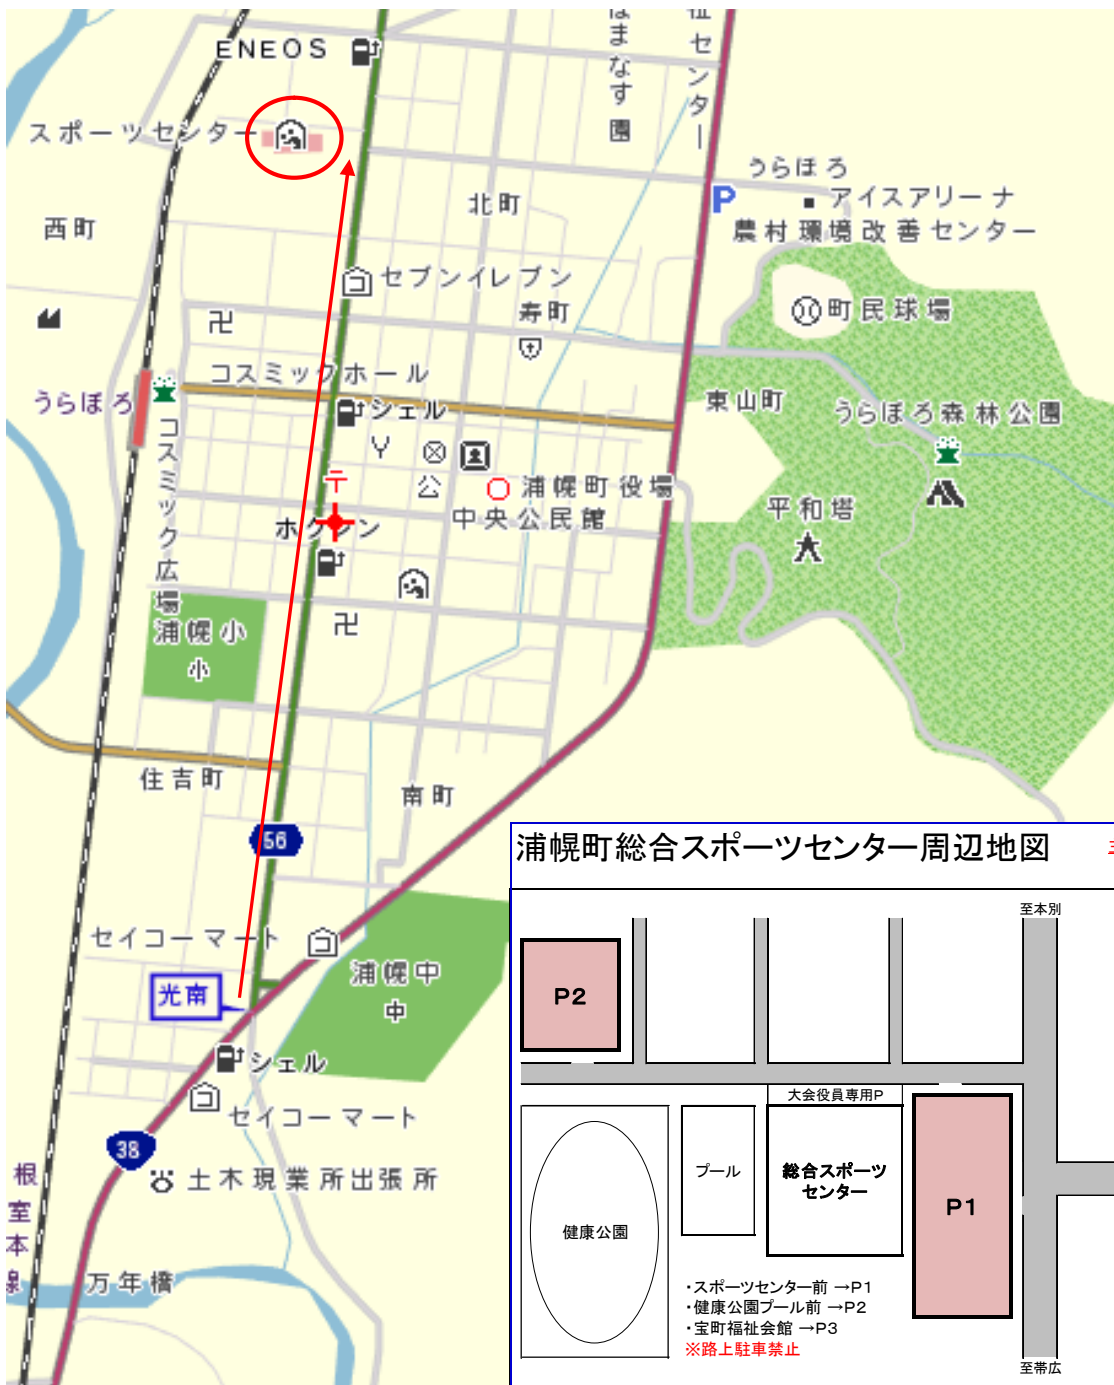 ENEOS
はまなす園
祉センター
スポーツセンター
うらほろ
アイスアリーナ
P
農村環境改善センター
北町
西町
セブンイレブン
寿町
町民球場
コスミックホール
うらほろ
シェル
東山町
うらほろ森林公園
コスミック広場
公
浦幌町役場
中央公民館
平和塔
ホクレン
浦幌小
小
住吉町
南町
56
浦幌町総合スポーツセンター周辺地図
至本別
セイコーマート
浦幌中
中
光南
P2
シェル
大会役員専用P
セイコーマート
38
プール
総合スポーツ
センター
P1
土木現業所出張所
根室本線
健康公園
万年橋
・スポーツセンター前 →P1
・健康公園プール前 →P2
・宝町福祉会館 →P3
※路上駐車禁止
至帯広